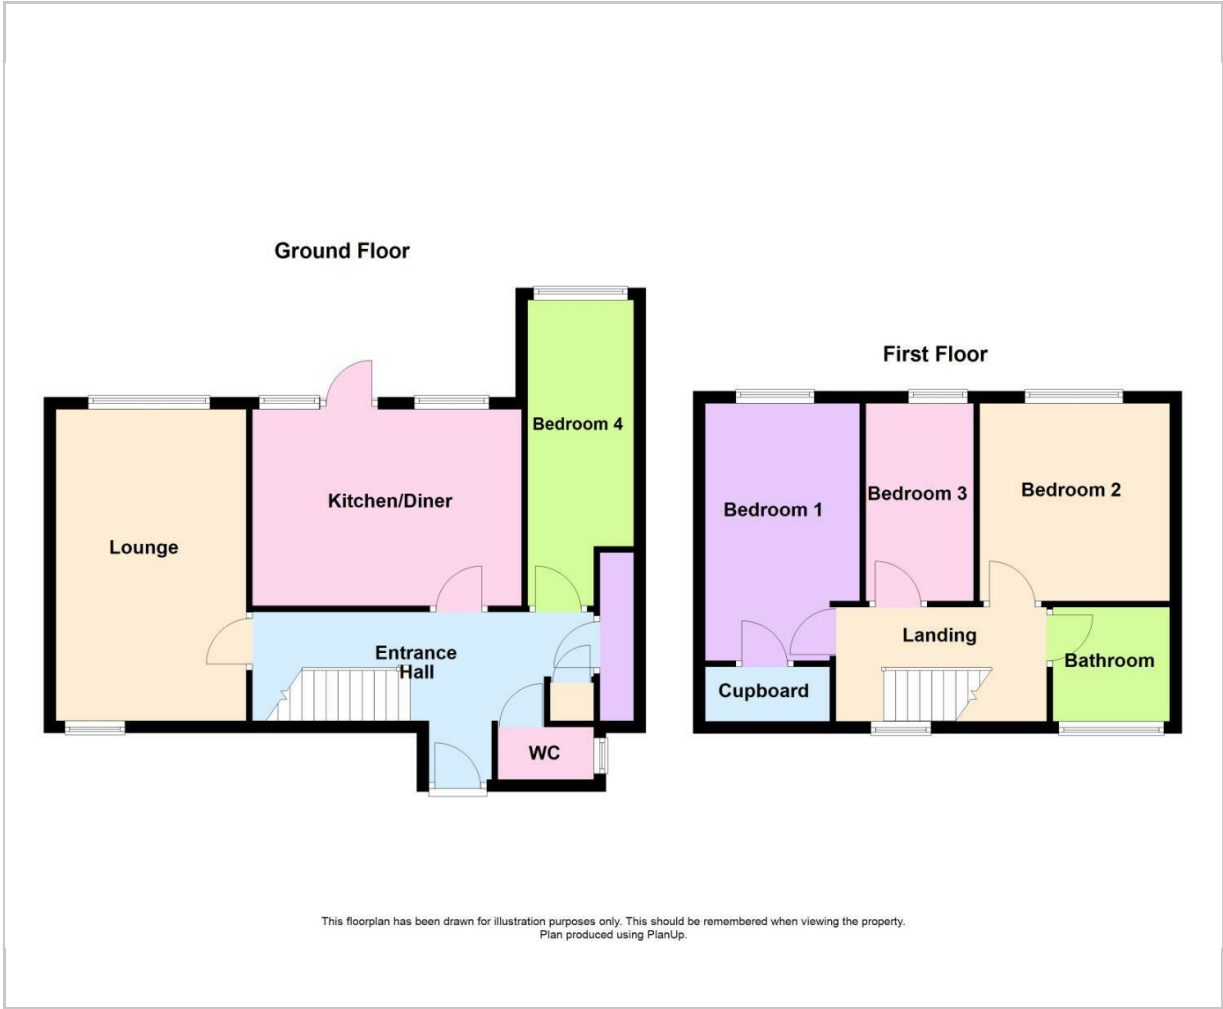 Ground Floor
Bedroom 4
Kitchen/Diner
Lounge
Entrance
Hall
WC
First Floor
Bedroom 1
Bedroom 3
Bedroom 2
Landing
Bathroom
Cupboard
This floorplan has been drawn for illustration purposes only. This should be remembered when viewing the property.
Plan produced using PlanUp.